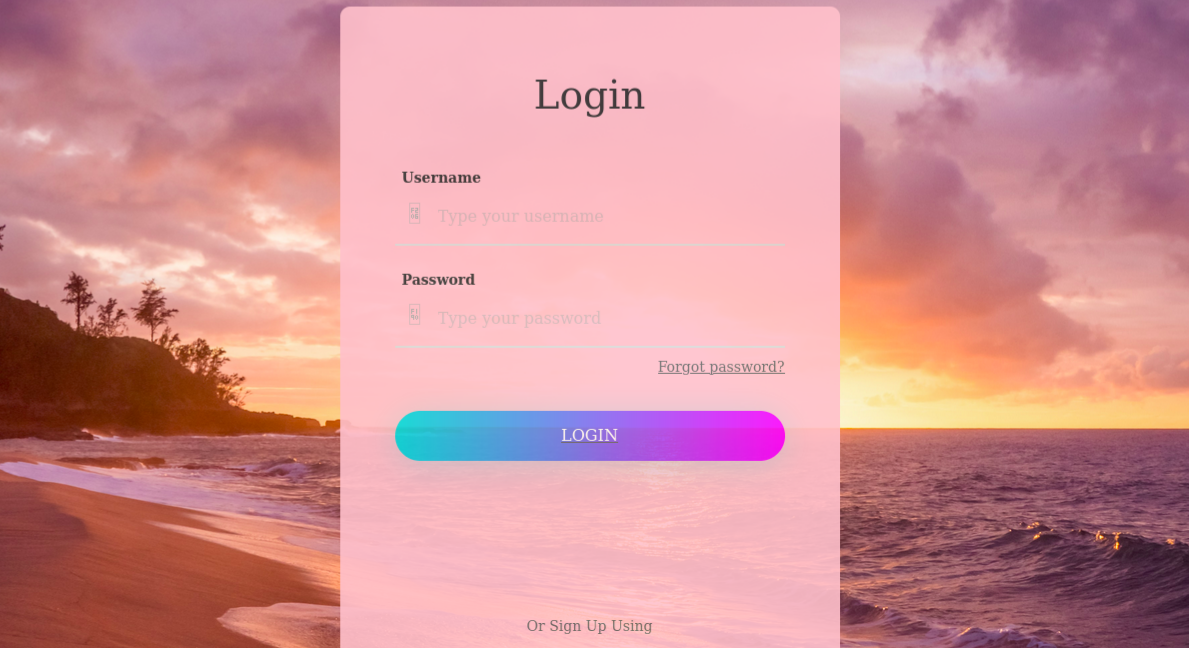 Login
Username
Type your username
Password
Type your password
Forgot password?
LOGIN
Or Sign Up Using